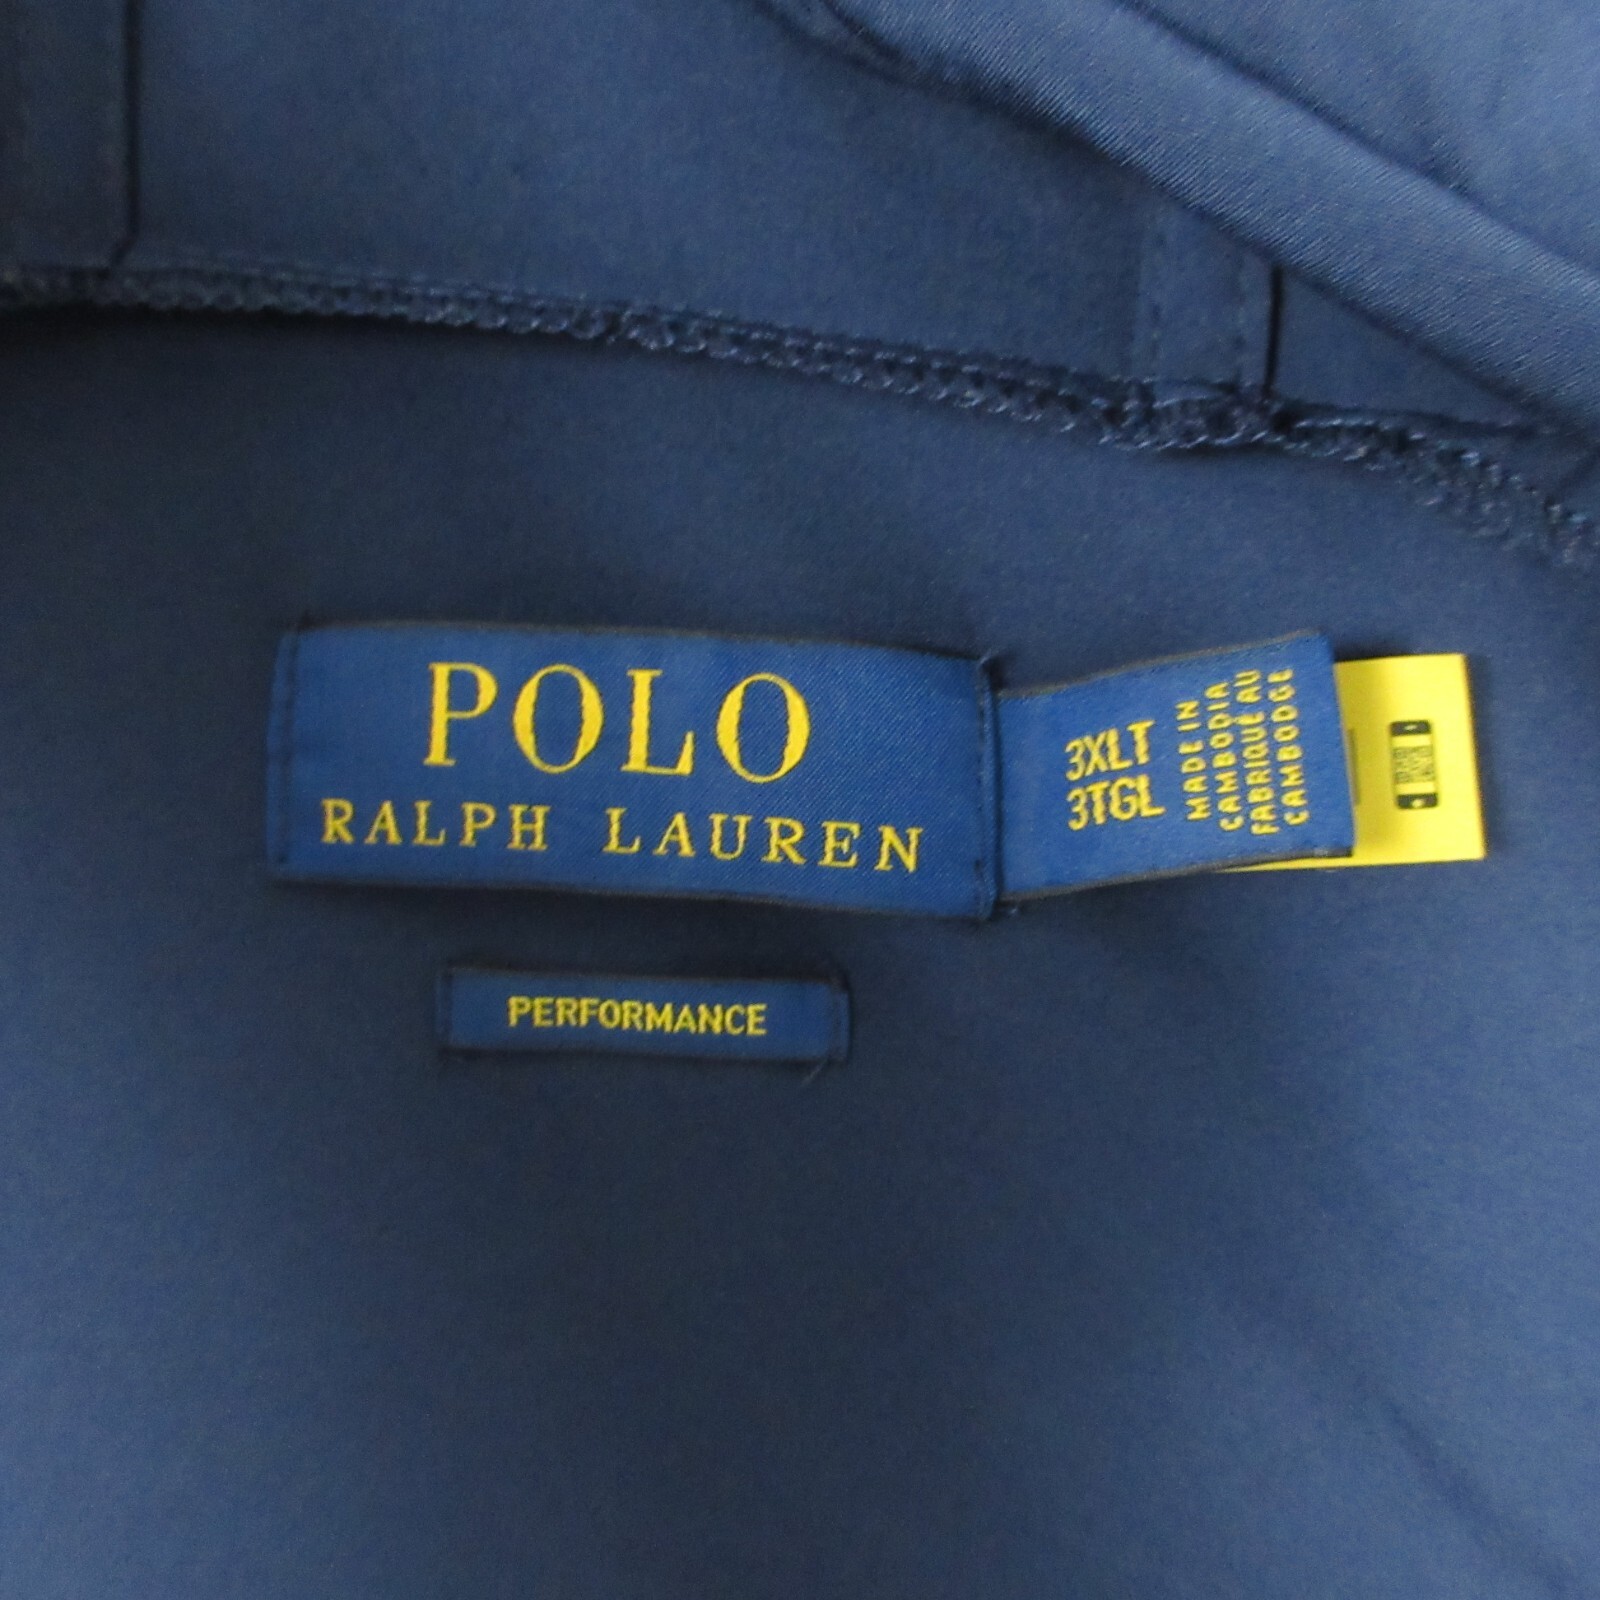 POLO
RALPH LAUREN
3XLT
3TGL
MADE IN
CAMBODIA
FABRIQUÉ AU
CAMBODGE
PERFORMANCE